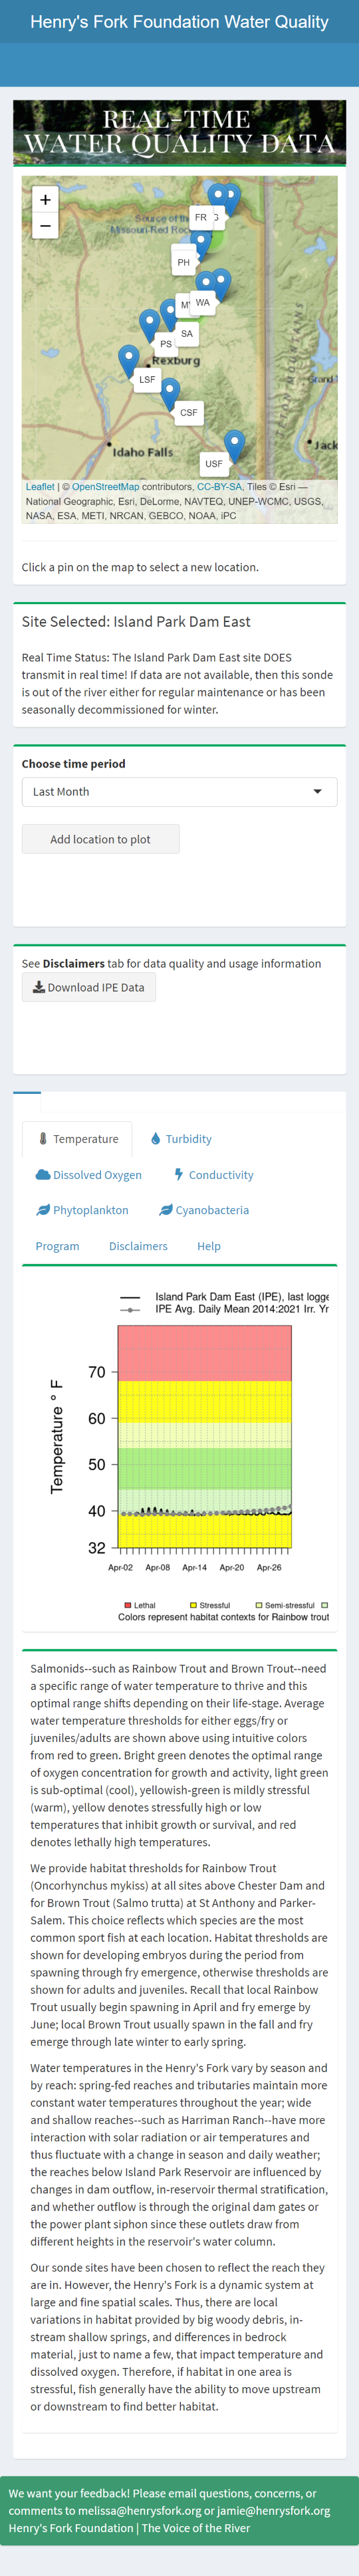 Henry's Fork Foundation Water Quality
REAL-TIME
WATER QUALITY DATA
+
−
Source of the
Missouri-Red Roc
FR
G
PH
M
WA
SA
PS
Rexburg
LSF
Grand
CSF
Idaho Falls
Jack
USF
Leaflet | © OpenStreetMap contributors, CC-BY-SA, Tiles © Esri —
National Geographic, Esri, DeLorme, NAVTEQ, UNEP-WCMC, USGS,
NASA, ESA, METI, NRCAN, GEBCO, NOAA, iPC
Click a pin on the map to select a new location.
Site Selected: Island Park Dam East
Real Time Status: The Island Park Dam East site DOES
transmit in real time! If data are not available, then this sonde
is out of the river either for regular maintenance or has been
seasonally decommissioned for winter.
Choose time period
Last Month
Add location to plot
See Disclaimers tab for data quality and usage information
Download IPE Data
Temperature
Turbidity
Dissolved Oxygen
Conductivity
Phytoplankton
Cyanobacteria
Program
Disclaimers
Help
Island Park Dam East (IPE), last logge
IPE Avg. Daily Mean 2014:2021 Irr. Yr
Temperature ° F
70
60
50
40
32
Apr-02 Apr-08 Apr-14 Apr-20 Apr-26
Lethal Stressful Semi-stressful
Colors represent habitat contexts for Rainbow trout
Salmonids--such as Rainbow Trout and Brown Trout--need
a specific range of water temperature to thrive and this
optimal range shifts depending on their life-stage. Average
water temperature thresholds for either eggs/fry or
juveniles/adults are shown above using intuitive colors
from red to green. Bright green denotes the optimal range
of oxygen concentration for growth and activity, light green
is sub-optimal (cool), yellowish-green is mildly stressful
(warm), yellow denotes stressfully high or low
temperatures that inhibit growth or survival, and red
denotes lethally high temperatures.
We provide habitat thresholds for Rainbow Trout
(Oncorhynchus mykiss) at all sites above Chester Dam and
for Brown Trout (Salmo trutta) at St Anthony and Parker-
Salem. This choice reflects which species are the most
common sport fish at each location. Habitat thresholds are
shown for developing embryos during the period from
spawning through fry emergence, otherwise thresholds are
shown for adults and juveniles. Recall that local Rainbow
Trout usually begin spawning in April and fry emerge by
June; local Brown Trout usually spawn in the fall and fry
emerge through late winter to early spring.
Water temperatures in the Henry's Fork vary by season and
by reach: spring-fed reaches and tributaries maintain more
constant water temperatures throughout the year; wide
and shallow reaches--such as Harriman Ranch--have more
interaction with solar radiation or air temperatures and
thus fluctuate with a change in season and daily weather;
the reaches below Island Park Reservoir are influenced by
changes in dam outflow, in-reservoir thermal stratification,
and whether outflow is through the original dam gates or
the power plant siphon since these outlets draw from
different heights in the reservoir's water column.
Our sonde sites have been chosen to reflect the reach they
are in. However, the Henry's Fork is a dynamic system at
large and fine spatial scales. Thus, there are local
variations in habitat provided by big woody debris, in-
stream shallow springs, and differences in bedrock
material, just to name a few, that impact temperature and
dissolved oxygen. Therefore, if habitat in one area is
stressful, fish generally have the ability to move upstream
or downstream to find better habitat.
We want your feedback! Please email questions, concerns, or
comments to melissa@henrysfork.org or jamie@henrysfork.org
Henry's Fork Foundation | The Voice of the River